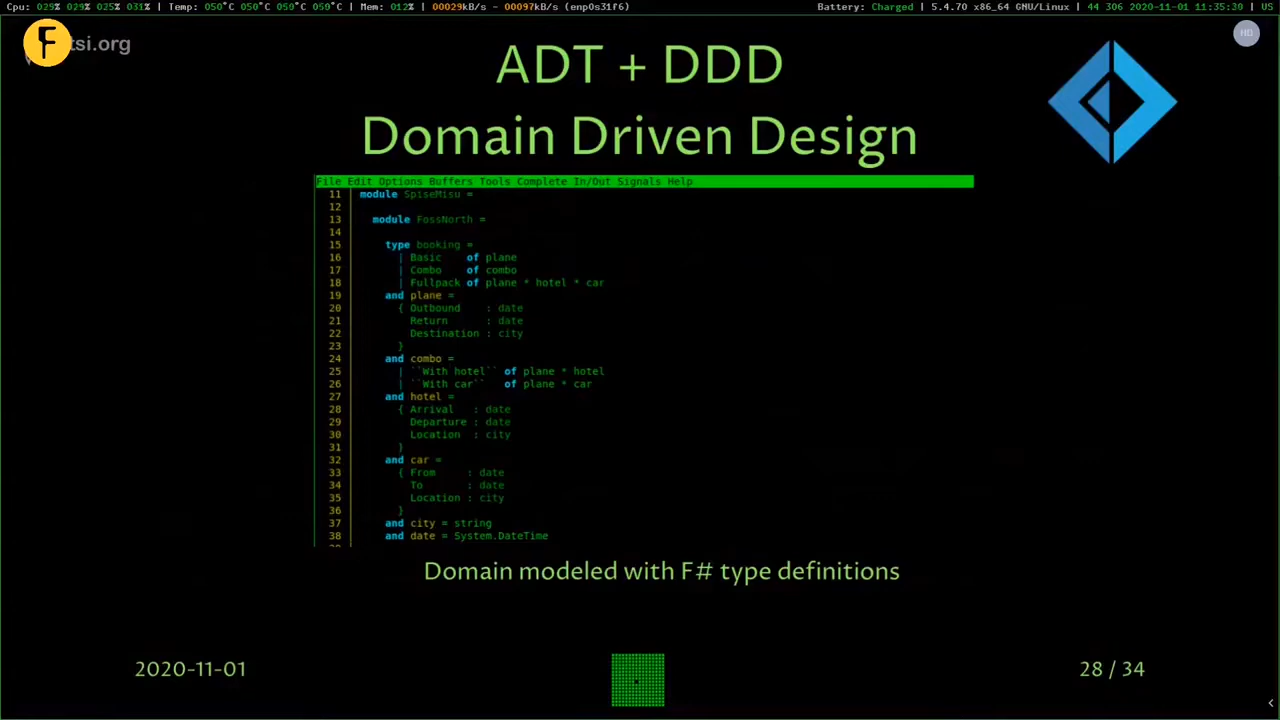 Cpu: 029% 029% 025% 031% | Temp: 050°C 050°C 050°C 050°C | Mem: 012% | 00029kB/s - 00097kB/s (enp0s31f6)
Battery: Charged | 5.4.70 x86_64 GNU/Linux | 44 306 2020-11-01 11:35:39 | US
F
tsi.org
HD
ADT + DDD
Domain Driven Design
File Edit Options Buffers Tools Complete In/Out Signals Help
11 module SpiseMisu =
12
13 module FossNorth =
14
15 type booking =
16 | Basic of plane
17 | Combo of combo
18 | Fullpack of plane * hotel * car
19 and plane =
20 { Outbound : date
21 Return : date
22 Destination : city
23 }
24 and combo =
25 | ``With hotel`` of plane * hotel
26 | ``With car`` of plane * car
27 and hotel =
28 { Arrival : date
29 Departure : date
30 Location : city
31 }
32 and car =
33 { From : date
34 To : date
35 Location : city
36 }
37 and city = string
38 and date = System.DateTime
Domain modeled with F# type definitions
2020-11-01
28 / 34